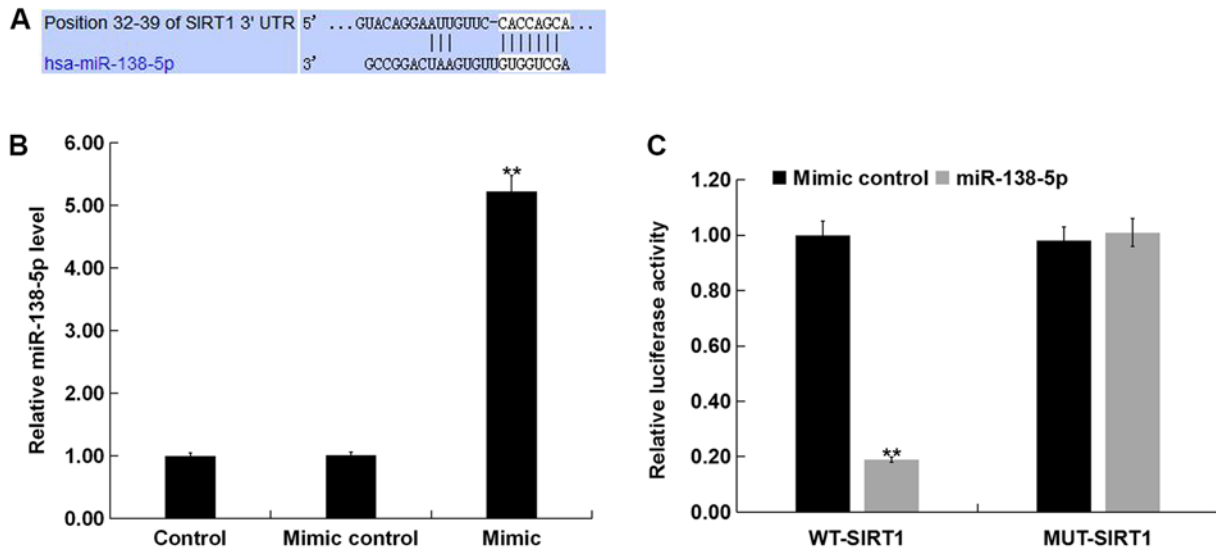 A
Position 32-39 of SIRT1 3' UTR 5' ...GUACAGGAAUUGUUC-CACCAGCA...
hsa-miR-138-5p 3' GCCGGACUAAGUGUUGUGGUCGA
B
Relative miR-138-5p level
6.00
5.00
4.00
3.00
2.00
1.00
0.00
**
Control Mimic control Mimic
C
Mimic control miR-138-5p
Relative luciferase activity
1.20
1.00
0.80
0.60
0.40
0.20
0.00
**
WT-SIRT1 MUT-SIRT1